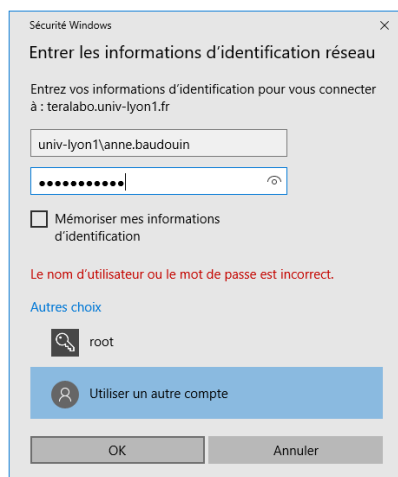 Sécurité Windows
Entrer les informations d'identification réseau
Entrez vos informations d'identification pour vous connecter
à : teralabo.univ-lyon1.fr
univ-lyon1\anne.baudouin
●●●●●●●●●●●
Mémoriser mes informations
d'identification
Le nom d'utilisateur ou le mot de passe est incorrect.
Autres choix
root
Utiliser un autre compte
OK
Annuler